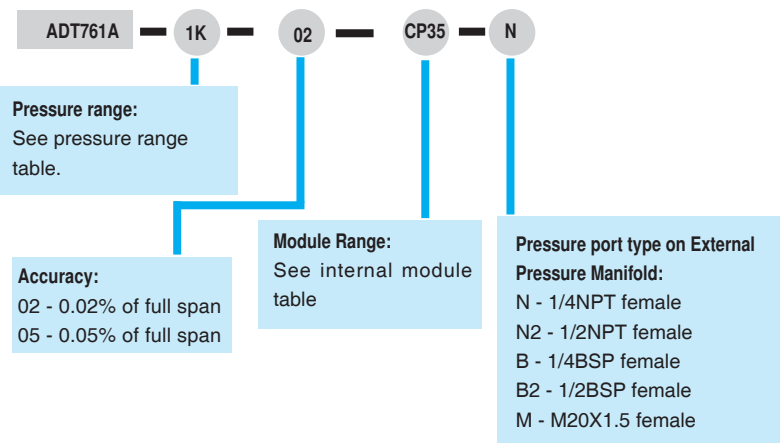 ADT761A 1K 02 CP35 N
Pressure range:
See pressure range
table.
Accuracy:
02 - 0.02% of full span
05 - 0.05% of full span
Module Range:
See internal module
table
Pressure port type on External
Pressure Manifold:
N - 1/4NPT female
N2 - 1/2NPT female
B - 1/4BSP female
B2 - 1/2BSP female
M - M20X1.5 female